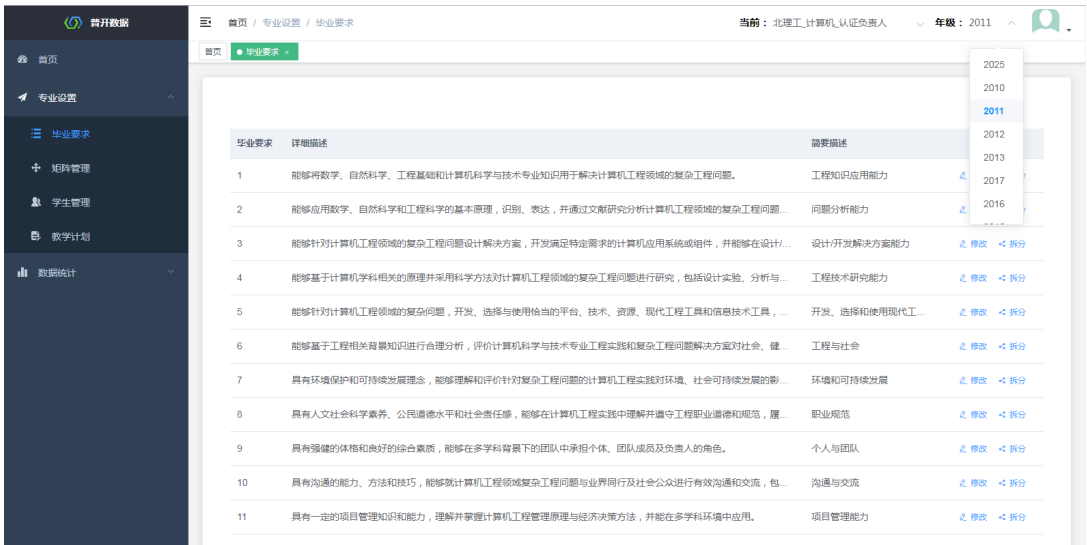 普开数据
首页 / 专业设置 / 毕业要求
当前： 北理工_计算机_认证负责人
年级： 2011
首页
毕业要求 ×
首页
专业设置
毕业要求
矩阵管理
学生管理
教学计划
数据统计
2025
2010
2011
2012
2013
2017
2016
毕业要求 详细描述 简要描述
1 能够将数学、自然科学、工程基础和计算机科学与技术专业知识用于解决计算机工程领域的复杂工程问题。 工程知识应用能力
2 能够应用数学、自然科学和工程科学的基本原理，识别、表达，并通过文献研究分析计算机工程领域的复杂工程问题... 问题分析能力
3 能够针对计算机工程领域的复杂工程问题设计解决方案，开发满足特定需求的计算机应用系统或组件，并能够在设计/... 设计/开发解决方案能力 修改 拆分
4 能够基于计算机学科相关的原理并采用科学方法对计算机工程领域的复杂工程问题进行研究，包括设计实验、分析与... 工程技术研究能力 修改 拆分
5 能够针对计算机工程领域的复杂问题，开发、选择与使用恰当的平台、技术、资源、现代工程工具和信息技术工具，... 开发、选择和使用现代工... 修改 拆分
6 能够基于工程相关背景知识进行合理分析，评价计算机科学与技术专业工程实践和复杂工程问题解决方案对社会、健... 工程与社会 修改 拆分
7 具有环境保护和可持续发展理念，能够理解和评价针对复杂工程问题的计算机工程实践对环境、社会可持续发展的影... 环境和可持续发展 修改 拆分
8 具有人文社会科学素养、公民道德水平和社会责任感，能够在计算机工程实践中理解并遵守工程职业道德和规范，履... 职业规范 修改 拆分
9 具有强健的体格和良好的综合素质，能够在多学科背景下的团队中承担个体、团队成员及负责人的角色。 个人与团队 修改 拆分
10 具有沟通的能力、方法和技巧，能够就计算机工程领域复杂工程问题与业界同行及社会公众进行有效沟通和交流，包... 沟通与交流 修改 拆分
11 具有一定的项目管理知识和能力，理解并掌握计算机工程管理原理与经济决策方法，并能在多学科环境中应用。 项目管理能力 修改 拆分